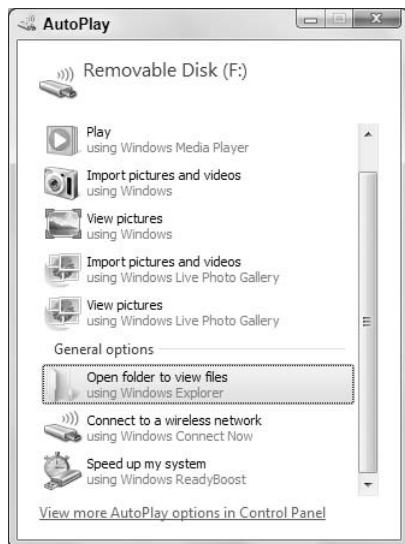 AutoPlay
Removable Disk (F:)
Play
using Windows Media Player
Import pictures and videos
using Windows
View pictures
using Windows
Import pictures and videos
using Windows Live Photo Gallery
View pictures
using Windows Live Photo Gallery
General options
Open folder to view files
using Windows Explorer
Connect to a wireless network
using Windows Connect Now
Speed up my system
using Windows ReadyBoost
View more AutoPlay options in Control Panel